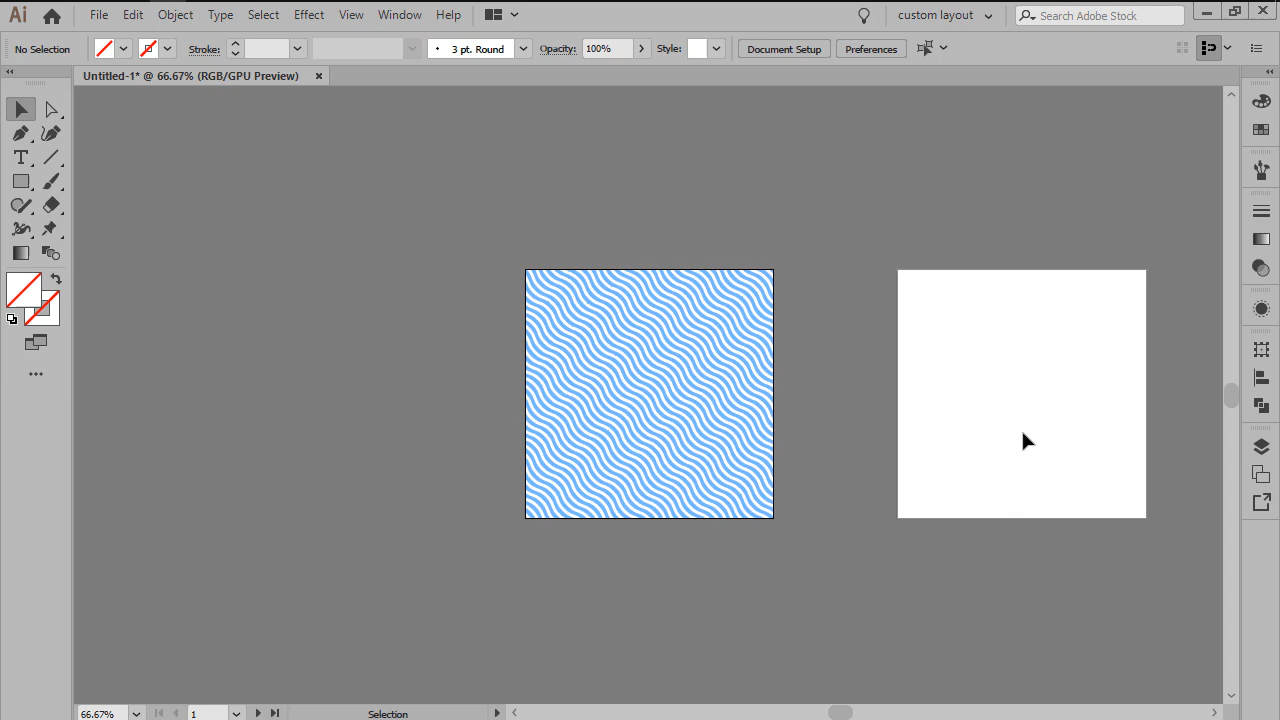 Ai File Edit Object Type Select Effect View Window Help custom layout Search Adobe Stock
No Selection Stroke: 3 pt. Round Opacity: 100% Style: Document Setup Preferences
Untitled-1* @ 66.67% (RGB/GPU Preview)
66.67% 1 Selection